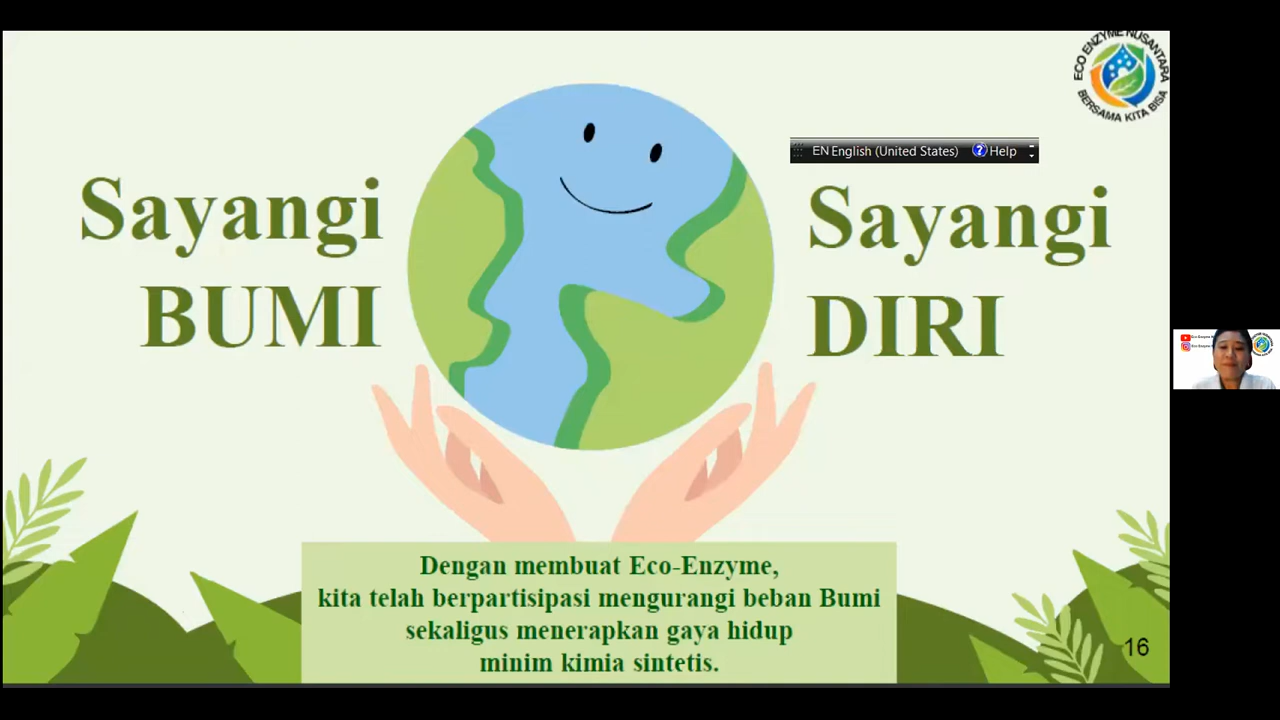 ECO ENZYME NUSANTARA
BERSAMA KITA BISA
EN English (United States) Help
Sayangi
BUMI
Sayangi
DIRI
Dengan membuat Eco-Enzyme,
kita telah berpartisipasi mengurangi beban Bumi
sekaligus menerapkan gaya hidup
minim kimia sintetis.
16